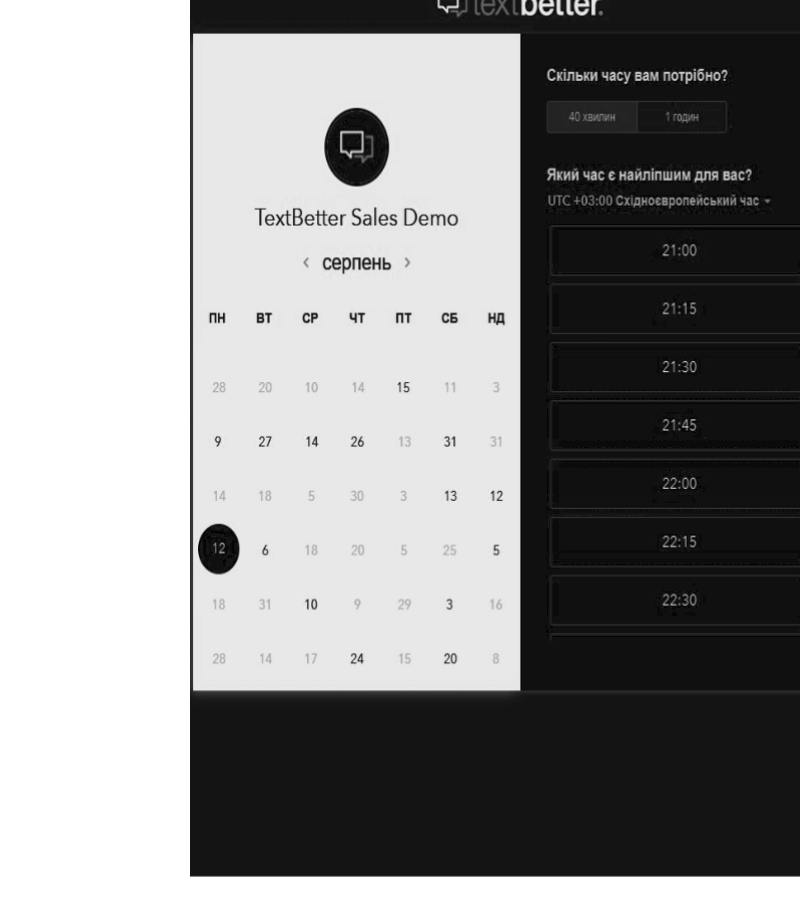 textbetter.
TextBetter Sales Demo
‹ серпень ›
ПН ВТ СР ЧТ ПТ СБ НД
28 20 10 14 15 11 3
9 27 14 26 13 31 31
14 18 5 30 3 13 12
12 6 18 20 5 25 5
18 31 10 9 29 3 16
28 14 17 24 15 20 8
Скільки часу вам потрібно?
40 хвилин 1 годин
Який час є найліпшим для вас?
UTC +03:00 Східноєвропейський час
21:00
21:15
21:30
21:45
22:00
22:15
22:30